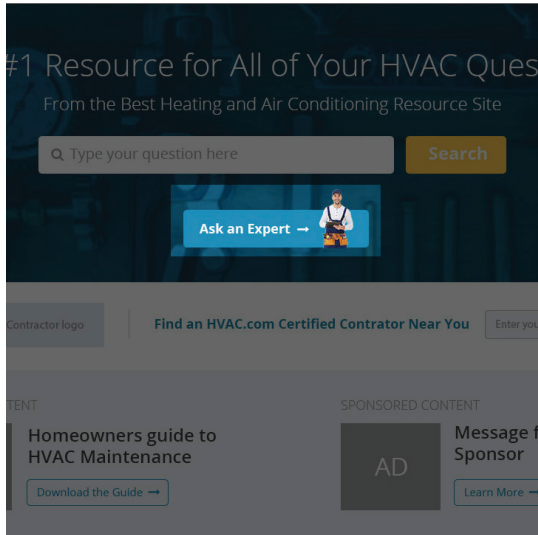 #1 Resource for All of Your HVAC Ques
From the Best Heating and Air Conditioning Resource Site
Type your question here
Search
Ask an Expert →
Contractor logo
Find an HVAC.com Certified Contrator Near You
Enter you
TENT
Homeowners guide to
HVAC Maintenance
Download the Guide →
SPONSORED CONTENT
AD
Message f
Sponsor
Learn More →